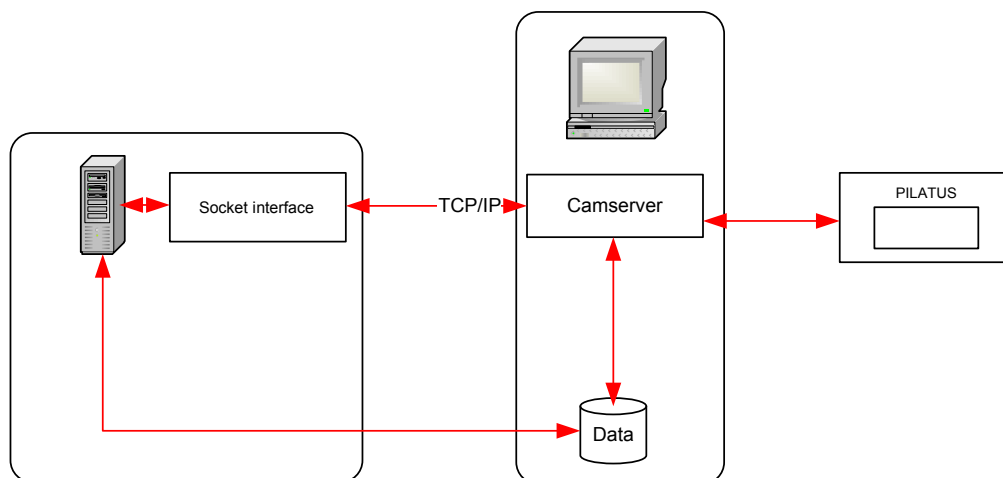 PILATUS
Socket interface
TCP/IP
Camserver
Data